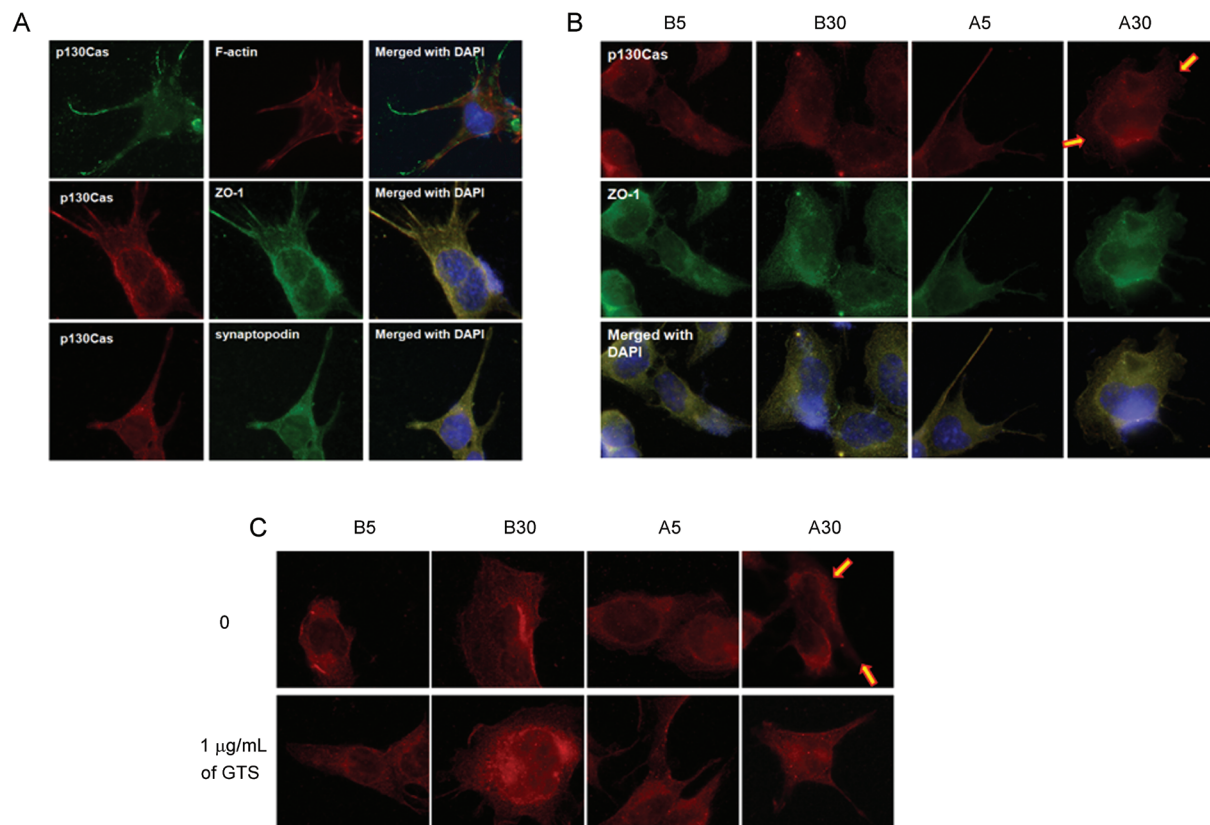 A
p130Cas F-actin Merged with DAPI
p130Cas ZO-1 Merged with DAPI
p130Cas synaptopodin Merged with DAPI
B
B5 B30 A5 A30
p130Cas
ZO-1
Merged with
DAPI
C
B5 B30 A5 A30
0
1 μg/mL
of GTS